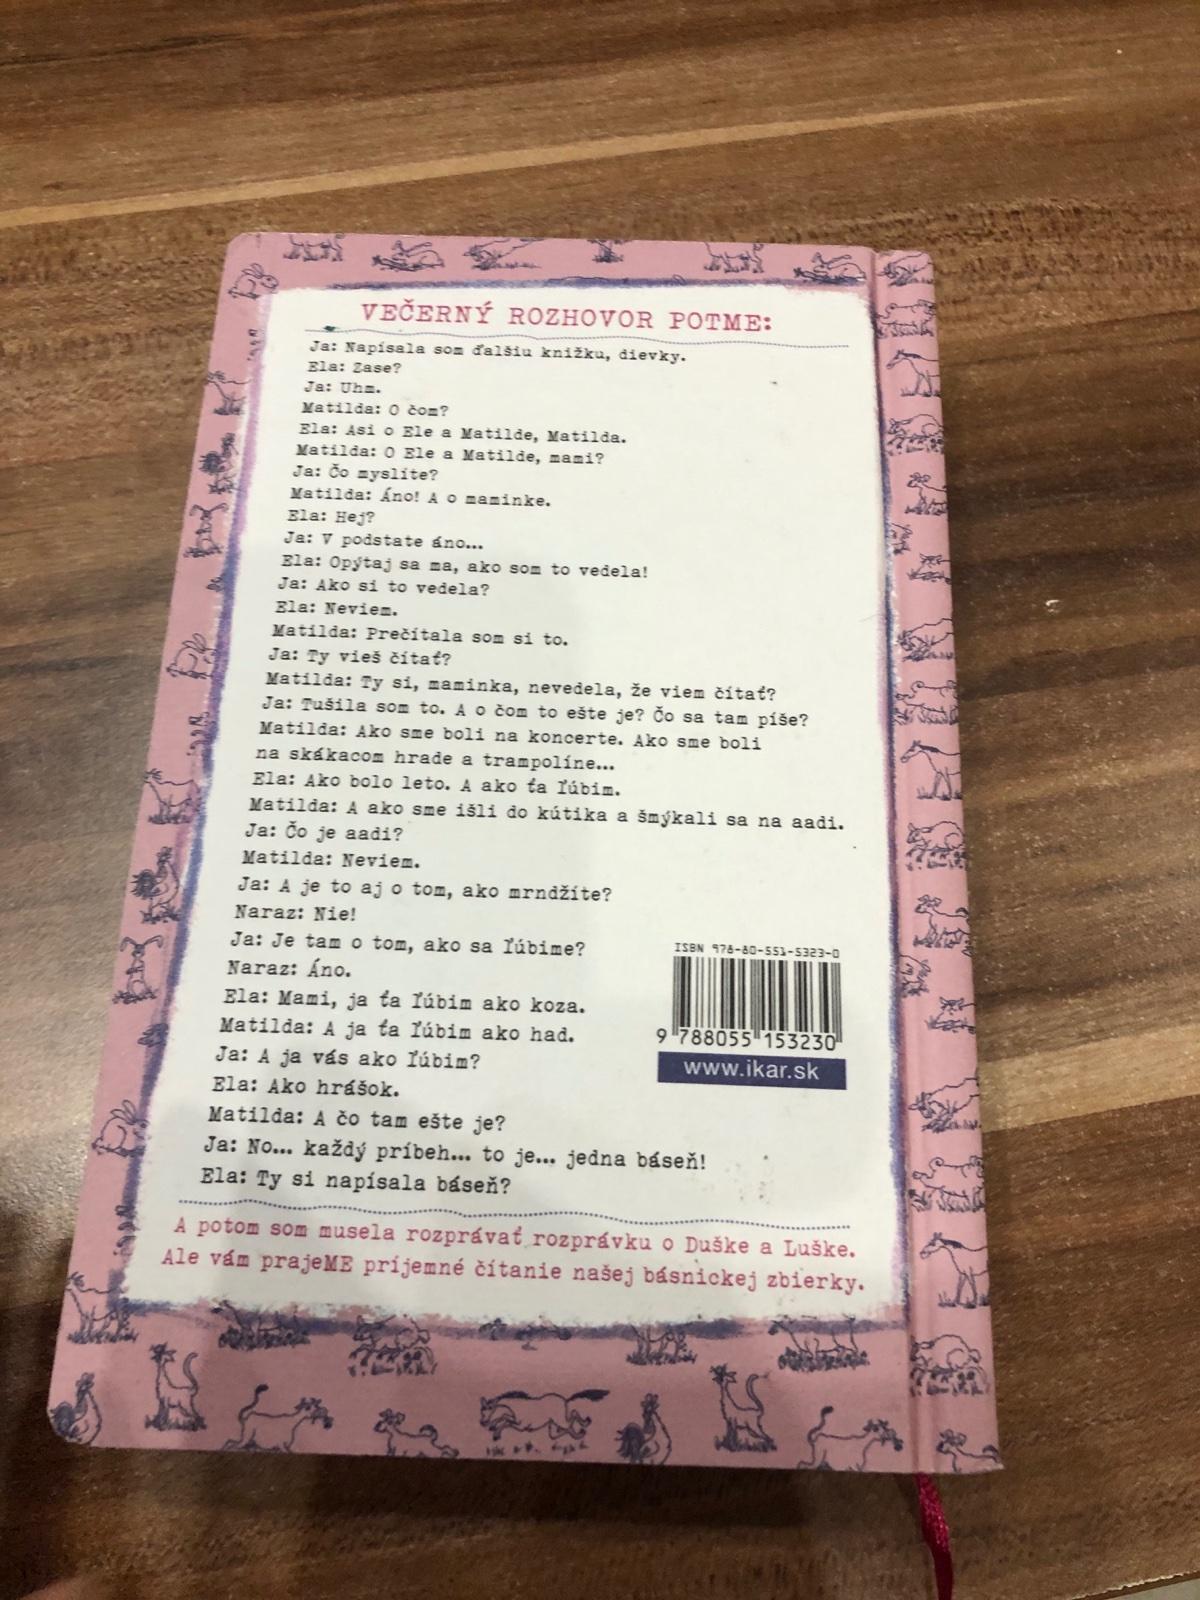 VEČERNÝ ROZHOVOR POTME:
Ja: Napísala som ďalšiu knižku, dievky.
Ela: Zase?
Ja: Uhm.
Matilda: O čom?
Ela: Asi o Ele a Matilde, Matilda.
Matilda: O Ele a Matilde, mami?
Ja: Čo myslíte?
Matilda: Áno! A o maminke.
Ela: Hej?
Ja: V podstate áno...
Ela: Opýtaj sa ma, ako som to vedela!
Ja: Ako si to vedela?
Ela: Neviem.
Matilda: Prečítala som si to.
Ja: Ty vieš čítať?
Matilda: Ty si, maminka, nevedela, že viem čítať?
Ja: Tušila som to. A o čom to ešte je? Čo sa tam píše?
Matilda: Ako sme boli na koncerte. Ako sme boli
na skákacom hrade a trampolíne...
Ela: Ako bolo leto. A ako ťa ľúbim.
Matilda: A ako sme išli do kútika a šmýkali sa na aadi.
Ja: Čo je aadi?
Matilda: Neviem.
Ja: A je to aj o tom, ako mrndžíte?
Naraz: Nie!
Ja: Je tam o tom, ako sa ľúbime?
Naraz: Áno.
Ela: Mami, ja ťa ľúbim ako koza.
Matilda: A ja ťa ľúbim ako had.
Ja: A ja vás ako ľúbim?
Ela: Ako hrášok.
Matilda: A čo tam ešte je?
Ja: No... každý príbeh... to je... jedna báseň!
Ela: Ty si napísala báseň?
A potom som musela rozprávať rozprávku o Duške a Luške.
Ale vám prajeME príjemné čítanie našej básnickej zbierky.
ISBN 978-80-551-5323-0
9 788055 153230
www.ikar.sk